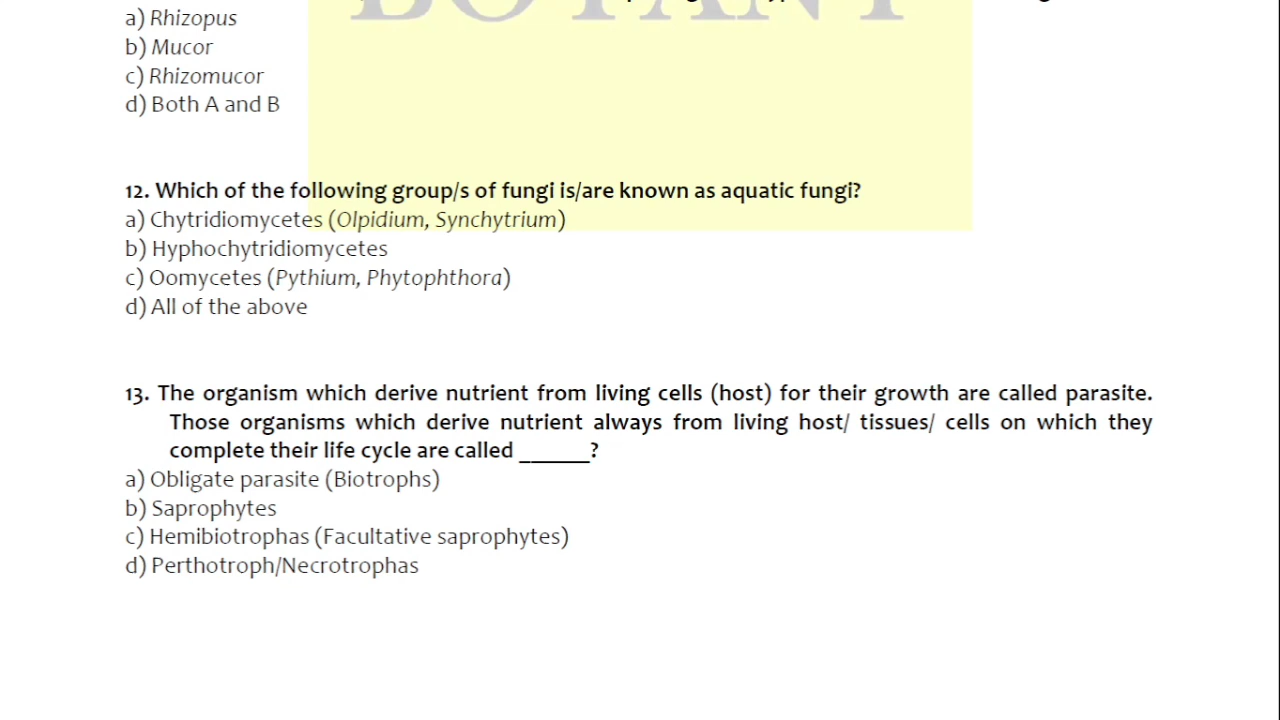 BOTANY
a) Rhizopus
b) Mucor
c) Rhizomucor
d) Both A and B
12. Which of the following group/s of fungi is/are known as aquatic fungi?
a) Chytridiomycetes (Olpidium, Synchytrium)
b) Hyphochytridiomycetes
c) Oomycetes (Pythium, Phytophthora)
d) All of the above
13. The organism which derive nutrient from living cells (host) for their growth are called parasite.
Those organisms which derive nutrient always from living host/ tissues/ cells on which they
complete their life cycle are called ______?
a) Obligate parasite (Biotrophs)
b) Saprophytes
c) Hemibiotrophas (Facultative saprophytes)
d) Perthotroph/Necrotrophas